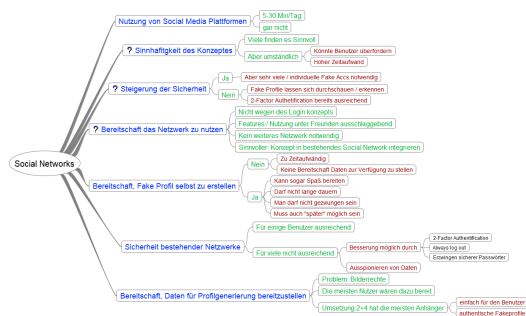 Social Networks
Nutzung von Social Media Plattformen
5-30 Min/Tag
gar nicht
? Sinnhafitgkeit des Konzeptes
Viele finden es Sinnvoll
Aber umständlich
Könnte Benutzer überfordern
Hoher Zeitaufwand
? Steigerung der Sicherheit
Ja
Aber sehr viele / individuelle Fake Accs notwendig
Nein
Fake Profile lassen sich durchschauen / erkennen
2-Factor Authetification bereits ausreichend
? Bereitschaft das Netzwerk zu nutzen
Nicht wegen des Login konzepts
Features / Nutzung unter Freunden ausschlaggebend
Kein weiteres Netzwerk notwendig
Sinnvoller: Konzept in bestehendes Social Network integrieren
Bereitschaft, Fake Profil selbst zu erstellen
Nein
Zu Zeitaufwändig
Keine Bereitschaft Daten zur Verfügung zu stellen
Ja
Kann sogar Spaß bereiten
Darf nicht lange dauern
Man darf nicht gezwungen sein
Muss auch "später" möglich sein
Sicherheit bestehender Netzwerke
Für einige Benutzer ausreichend
Für viele nicht ausreichend
Besserung möglich durch
2-Factor Authentification
Always log out
Erzwingen sicherer Passwörter
Ausspionieren von Daten
Bereitschaft, Daten für Profilgenerierung bereitzustellen
Problem: Bilderrechte
Die meisten Nutzer wären dazu bereit
Umsetzung 2+4 hat die meisten Anhänger
einfach für den Benutzer
authentische Fakeprofile